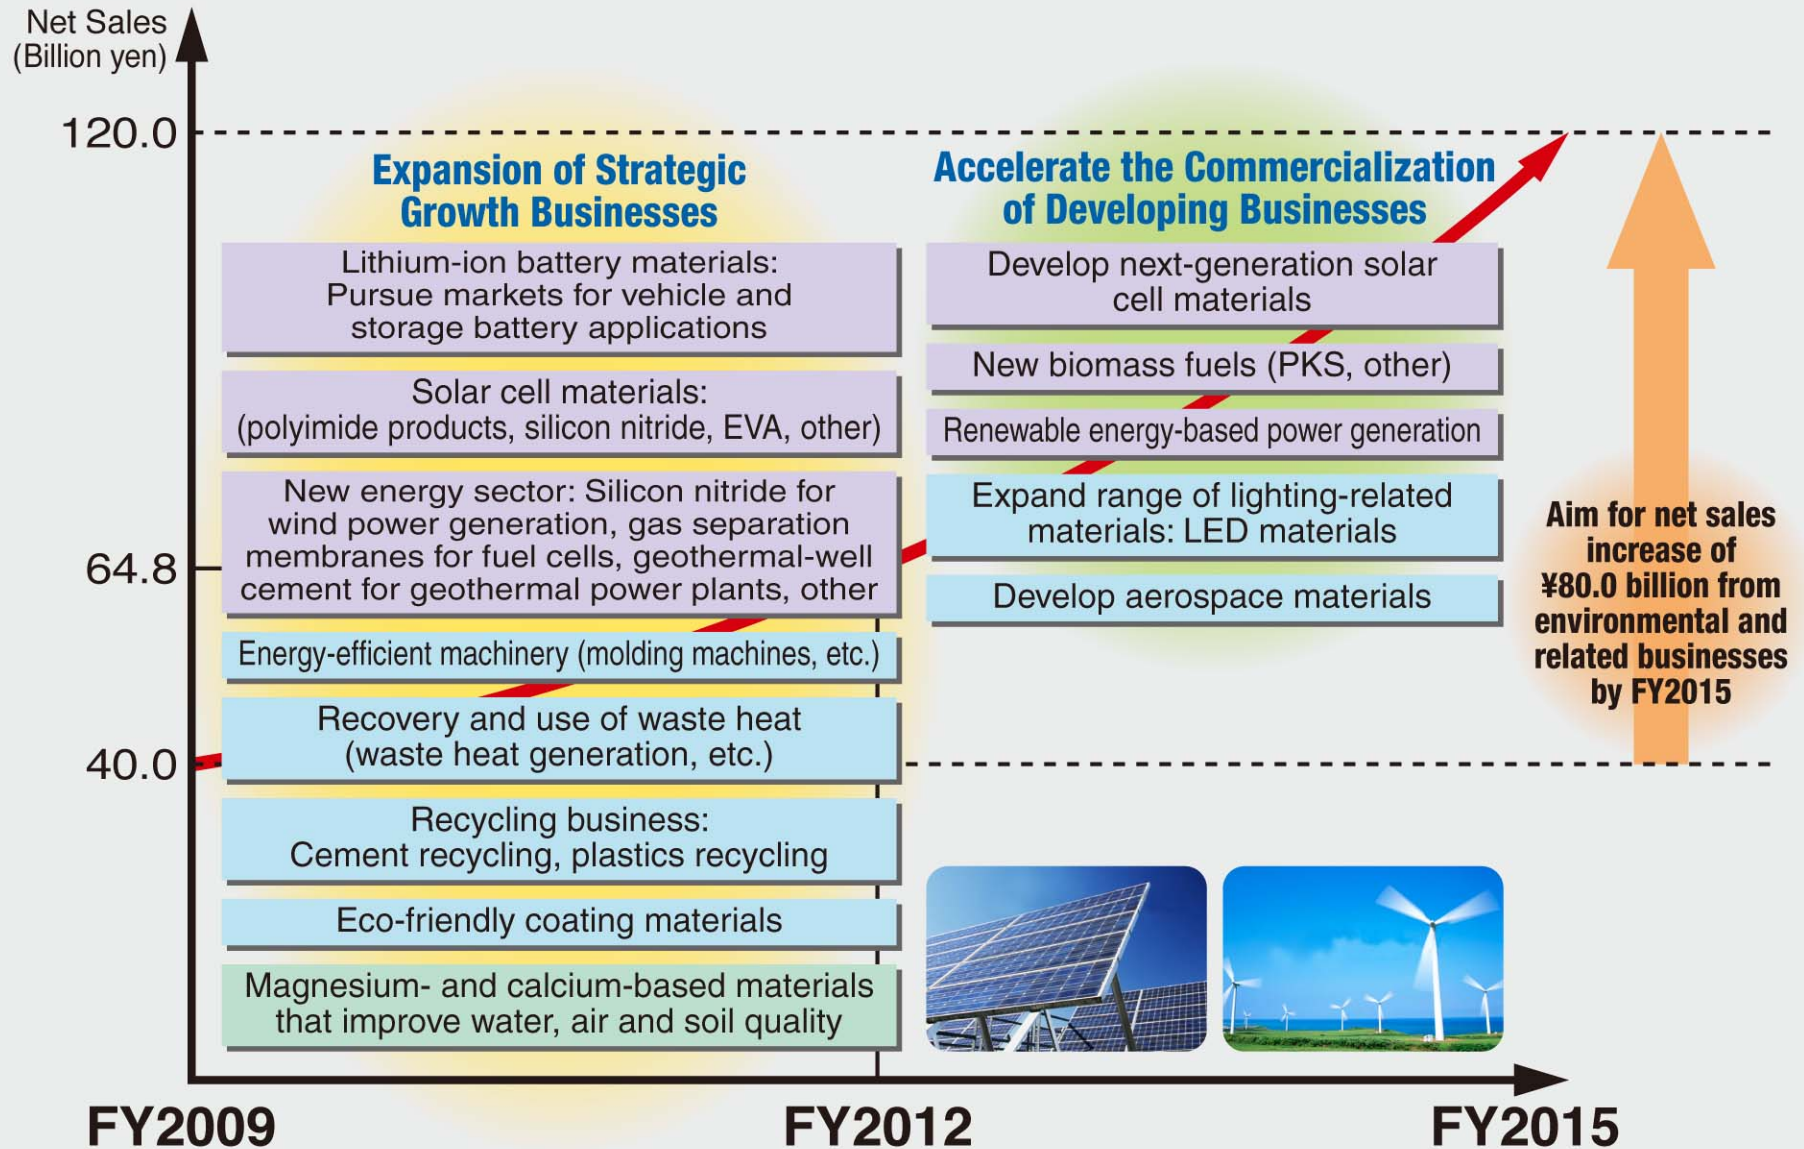 Net Sales
(Billion yen)
120.0
64.8
40.0
Expansion of Strategic
Growth Businesses
Lithium-ion battery materials:
Pursue markets for vehicle and
storage battery applications
Solar cell materials:
(polyimide products, silicon nitride, EVA, other)
New energy sector: Silicon nitride for
wind power generation, gas separation
membranes for fuel cells, geothermal-well
cement for geothermal power plants, other
Energy-efficient machinery (molding machines, etc.)
Recovery and use of waste heat
(waste heat generation, etc.)
Recycling business:
Cement recycling, plastics recycling
Eco-friendly coating materials
Magnesium- and calcium-based materials
that improve water, air and soil quality
Accelerate the Commercialization
of Developing Businesses
Develop next-generation solar
cell materials
New biomass fuels (PKS, other)
Renewable energy-based power generation
Expand range of lighting-related
materials: LED materials
Develop aerospace materials
Aim for net sales
increase of
¥80.0 billion from
environmental and
related businesses
by FY2015
FY2009
FY2012
FY2015